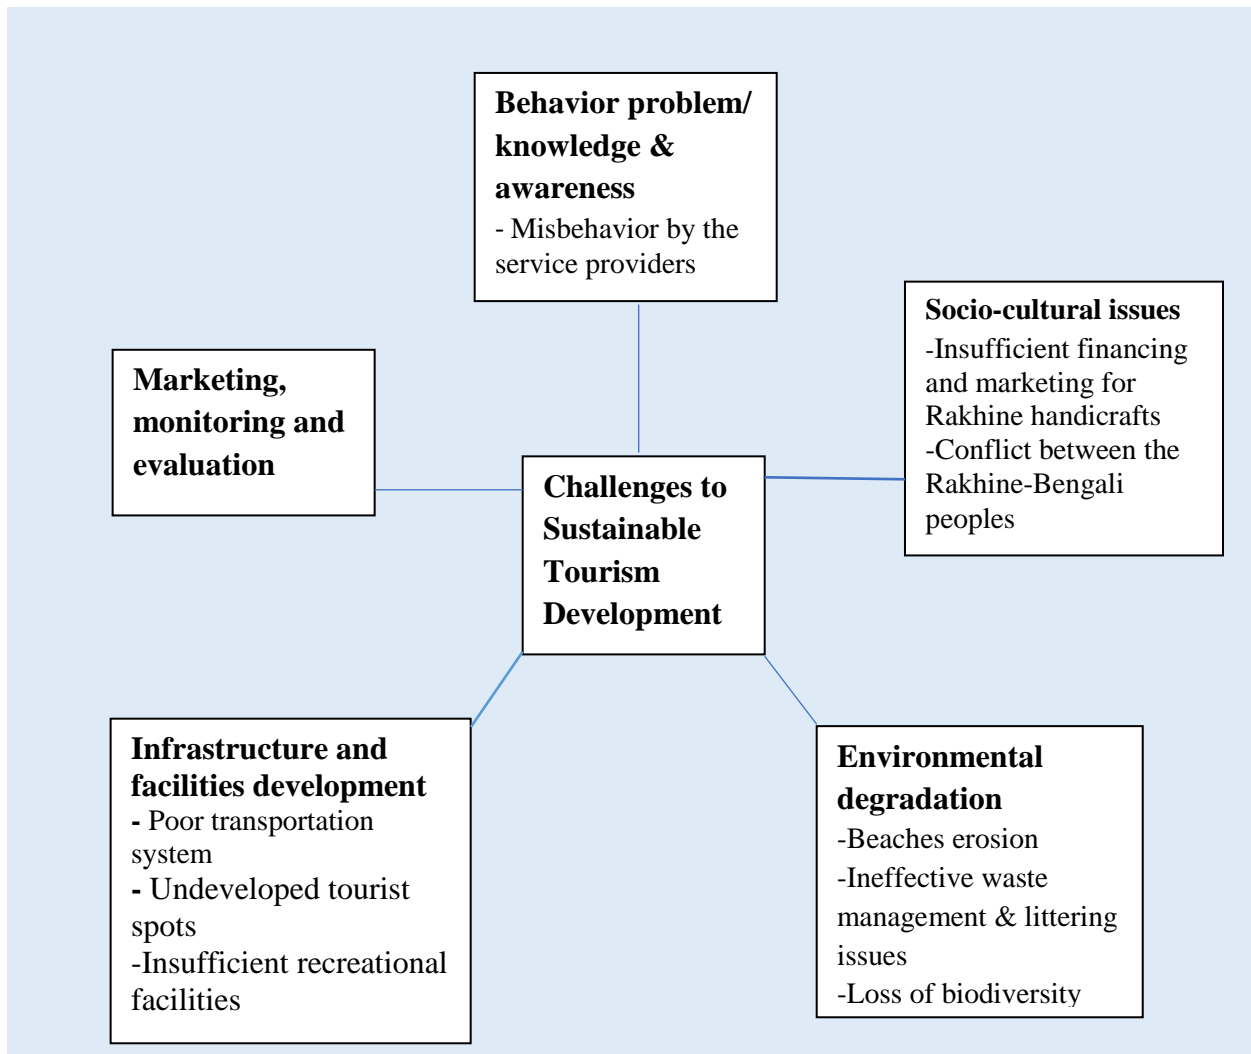 Behavior problem/
knowledge &
awareness
- Misbehavior by the
service providers
Socio-cultural issues
-Insufficient financing
and marketing for
Rakhine handicrafts
-Conflict between the
Rakhine-Bengali
peoples
Marketing,
monitoring and
evaluation
Challenges to
Sustainable
Tourism
Development
Infrastructure and
facilities development
- Poor transportation
system
- Undeveloped tourist
spots
-Insufficient recreational
facilities
Environmental
degradation
-Beaches erosion
-Ineffective waste
management & littering
issues
-Loss of biodiversity